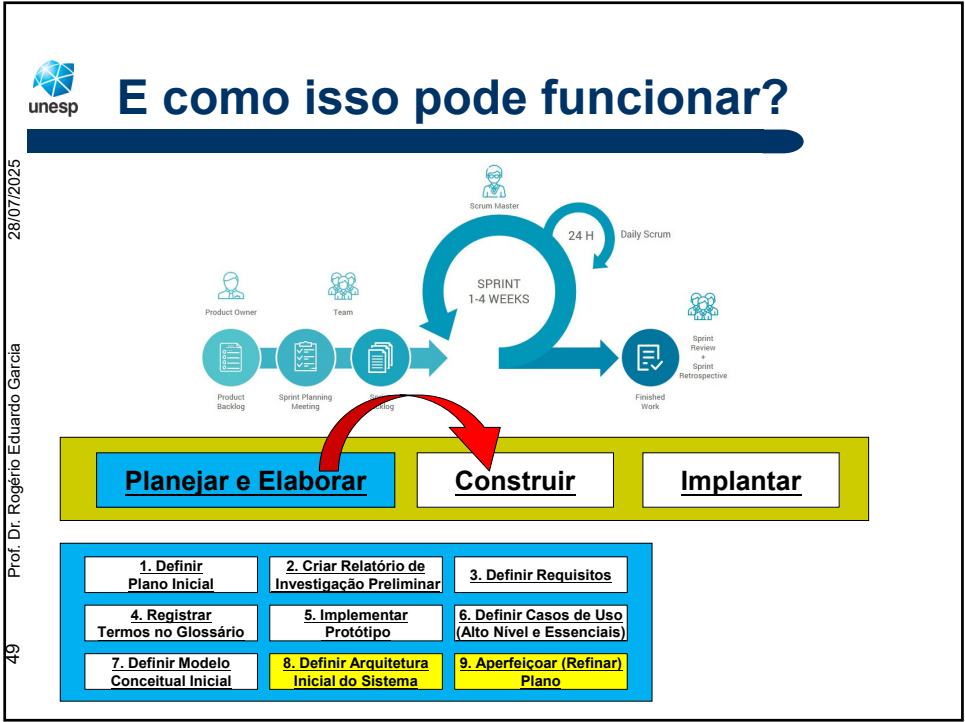 unesp
E como isso pode funcionar?
28/07/2025
Prof. Dr. Rogério Eduardo Garcia
49
Scrum Master
24 H
Daily Scrum
SPRINT
1-4 WEEKS
Product Owner
Team
Sprint
Review
+
Sprint
Retrospective
Product
Backlog
Sprint Planning
Meeting
Finished
Work
Planejar e Elaborar
Construir
Implantar
1. Definir
Plano Inicial
2. Criar Relatório de
Investigação Preliminar
3. Definir Requisitos
4. Registrar
Termos no Glossário
5. Implementar
Protótipo
6. Definir Casos de Uso
(Alto Nível e Essenciais)
7. Definir Modelo
Conceitual Inicial
8. Definir Arquitetura
Inicial do Sistema
9. Aperfeiçoar (Refinar)
Plano